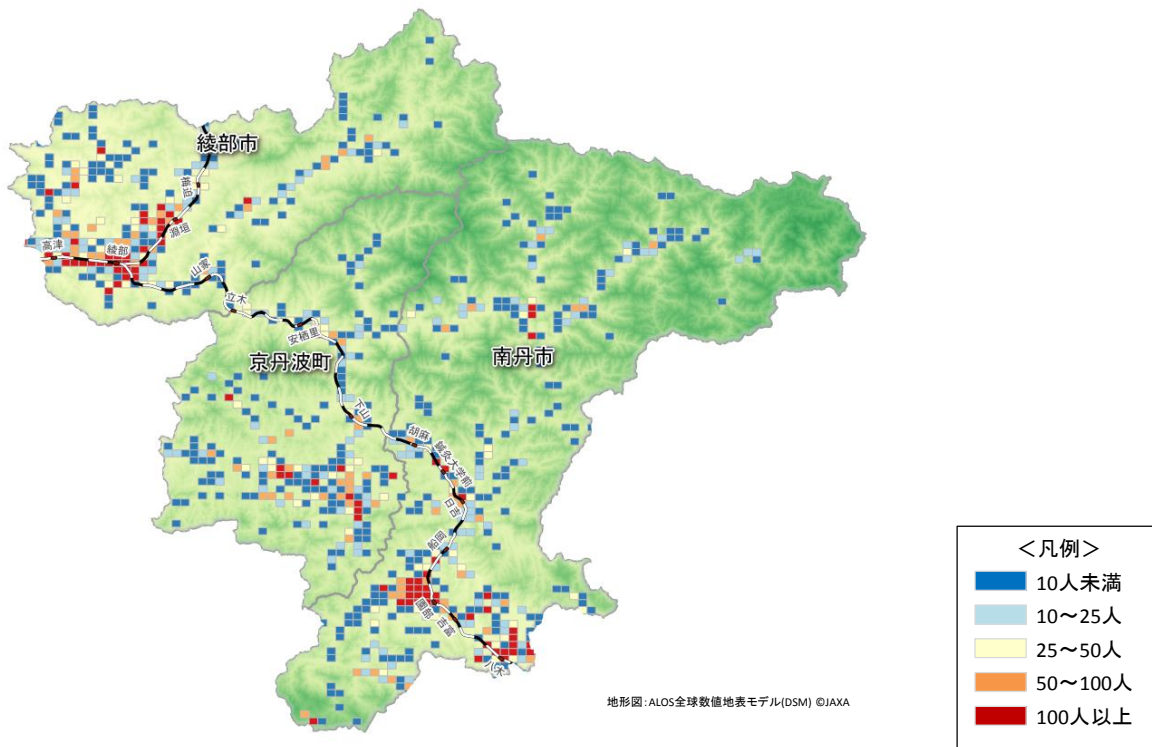 綾部市
梅迫
淵垣
高津
綾部
山家
立木
安栖里
京丹波町
南丹市
下山
胡麻
鍼灸大学前
日吉
船岡
園部
吉富
八木
＜凡例＞
10人未満
10～25人
25～50人
50～100人
100人以上
地形図：ALOS全球数値地表モデル(DSM) ©JAXA